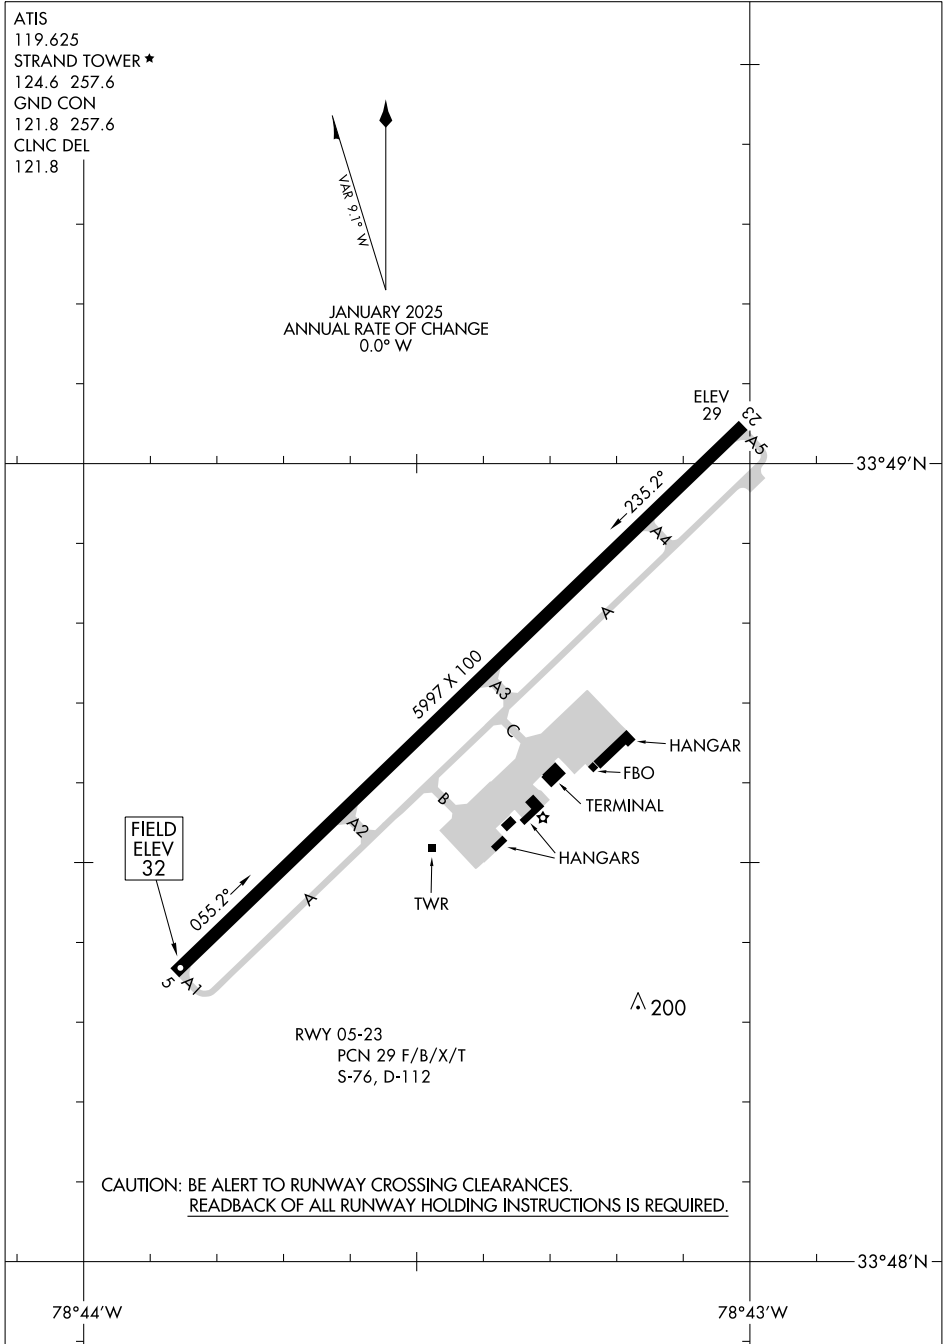 ATIS
119.625
STRAND TOWER ★
124.6 257.6
GND CON
121.8 257.6
CLNC DEL
121.8
VAR 9.1° W
JANUARY 2025
ANNUAL RATE OF CHANGE
0.0° W
ELEV
29
23
A5
33°49'N
235.2°
A4
A
5997 X 100
A3
C
HANGAR
FBO
TERMINAL
B
A2
HANGARS
FIELD
ELEV
32
TWR
055.2°
A
5
A1
200
RWY 05-23
PCN 29 F/B/X/T
S-76, D-112
CAUTION: BE ALERT TO RUNWAY CROSSING CLEARANCES.
READBACK OF ALL RUNWAY HOLDING INSTRUCTIONS IS REQUIRED.
33°48'N
78°44'W
78°43'W